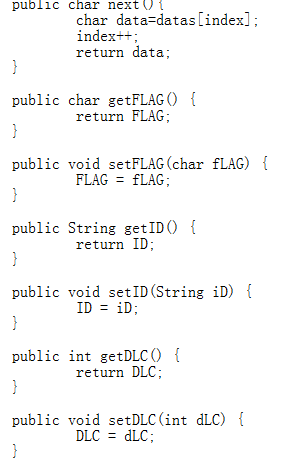 public char next(){
char data=datas[index];
index++;
return data;
}
public char getFLAG() {
return FLAG;
}
public void setFLAG(char fLAG) {
FLAG = fLAG;
}
public String getID() {
return ID;
}
public void setID(String iD) {
ID = iD;
}
public int getDLC() {
return DLC;
}
public void setDLC(int dLC) {
DLC = dLC;
}